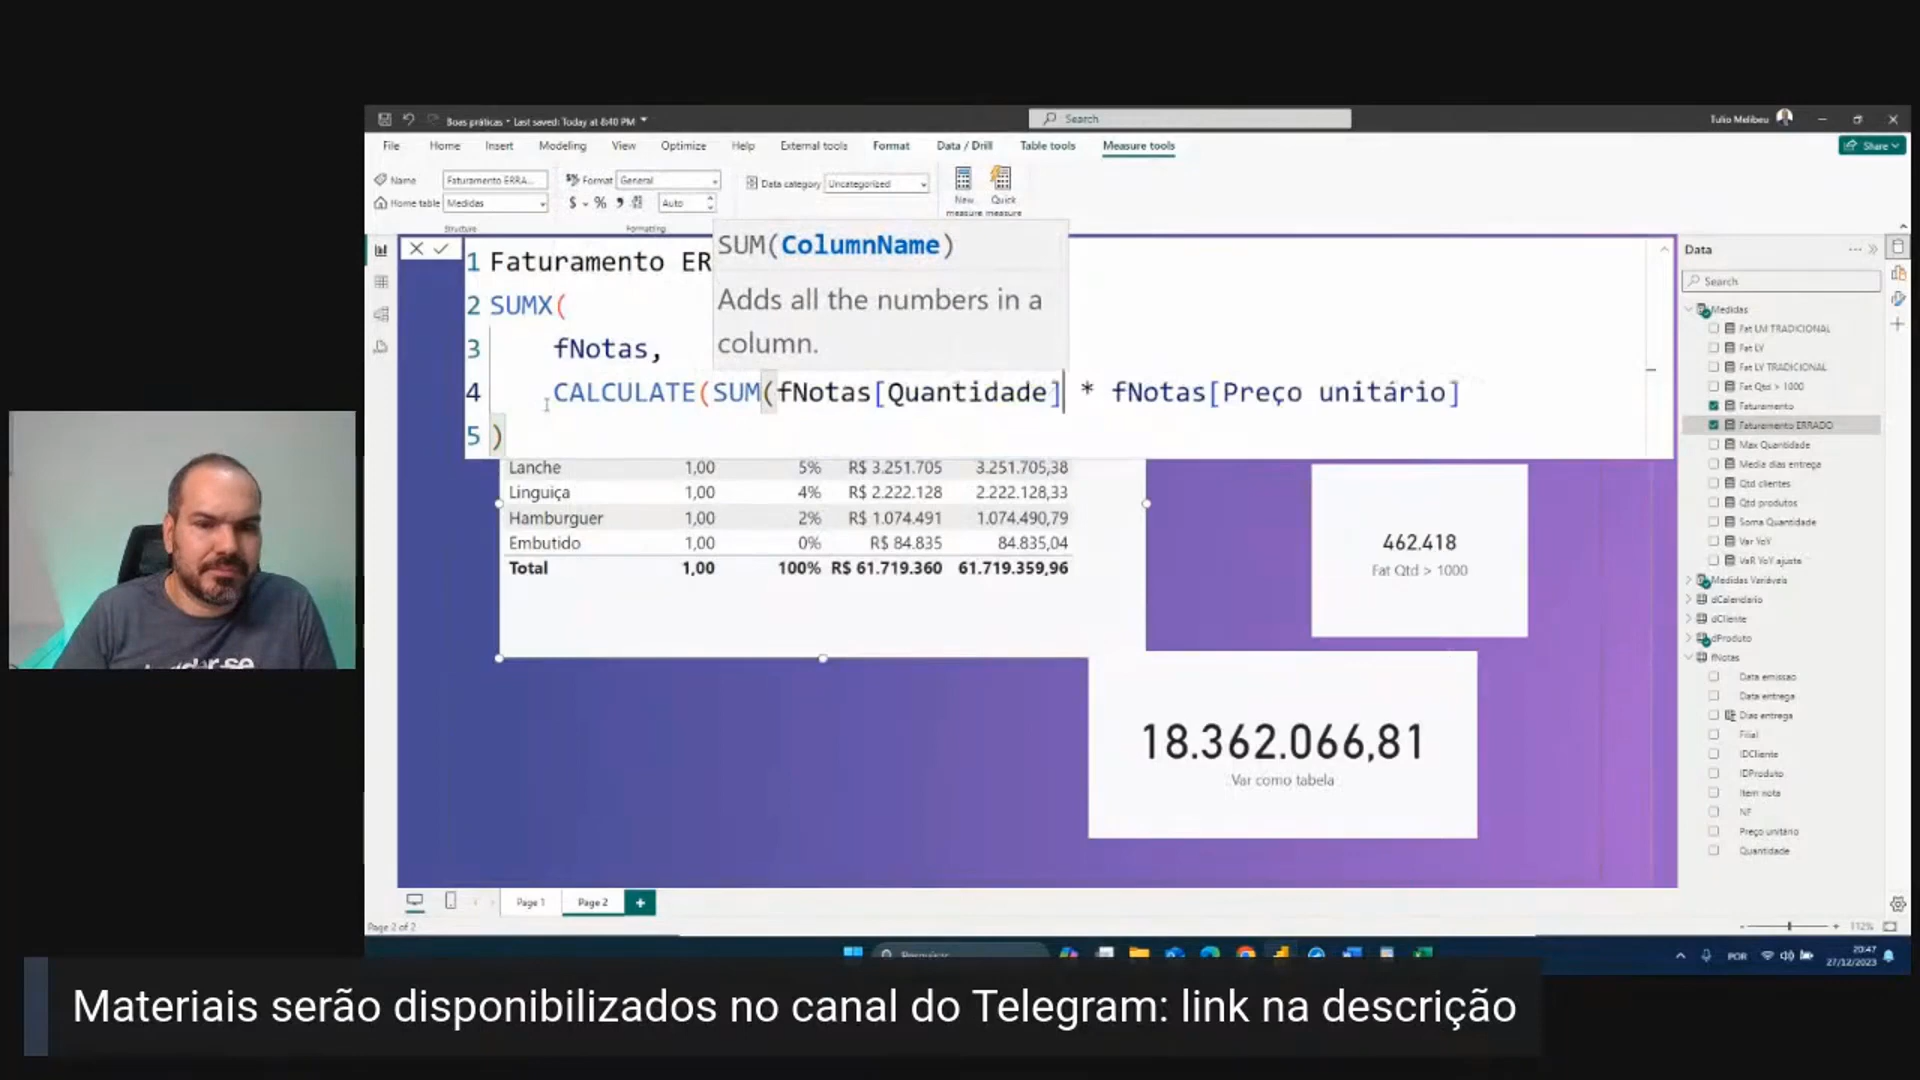 Boas práticas • Last saved: Today at 8:40 PM
Search
Tulio Melibeu
File Home Insert Modeling View Optimize Help External tools Format Data / Drill Table tools Measure tools
Share
Name Faturamento ERRA...
Format General
Data category Uncategorized
Home table Medidas
$ % Auto
New measure
Quick measure
Structure
Formatting
SUM(ColumnName)
Adds all the numbers in a
column.
1 Faturamento ER
2 SUMX(
3 fNotas,
4 CALCULATE(SUM(fNotas[Quantidade] * fNotas[Preço unitário]
5 )
Lanche 1,00 5% R$ 3.251.705 3.251.705,38
Linguiça 1,00 4% R$ 2.222.128 2.222.128,33
Hamburguer 1,00 2% R$ 1.074.491 1.074.490,79
Embutido 1,00 0% R$ 84.835 84.835,04
Total 1,00 100% R$ 61.719.360 61.719.359,96
462.418
Fat Qtd > 1000
18.362.066,81
Var como tabela
Data
Search
Medidas
Fat LM TRADICIONAL
Fat LY
Fat LY TRADICIONAL
Fat Qtd > 1000
Faturamento
Faturamento ERRADO
Max Quantidade
Media dias entrega
Qtd clientes
Qtd produtos
Soma Quantidade
Var YoY
VaR YoY ajuste
Medidas Variáveis
dCalendario
dCliente
dProduto
fNotas
Data emissao
Data entrega
Dias entrega
Filial
IDCliente
IDProduto
Item nota
NF
Preço unitário
Quantidade
Page 1
Page 2
Page 2 of 2
112%
Pesquisar
POR
20:47
27/12/2023
Materiais serão disponibilizados no canal do Telegram: link na descrição